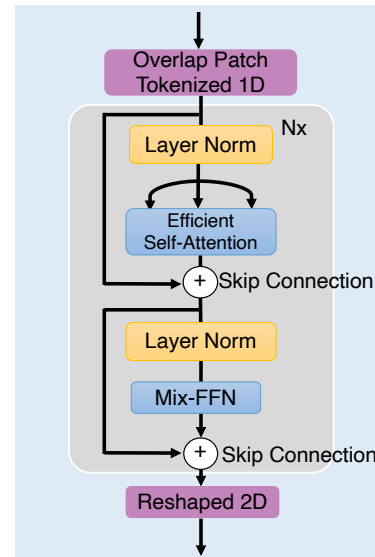 Overlap Patch
Tokenized 1D
Nx
Layer Norm
Efficient
Self-Attention
+
Skip Connection
Layer Norm
Mix-FFN
+
Skip Connection
Reshaped 2D